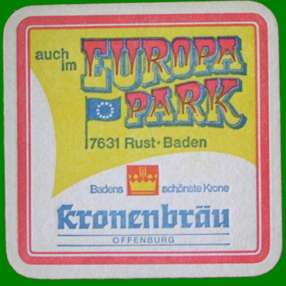 auch
im
EUROPA
PARK
7631 Rust-Baden
Badens schönste Krone
Kronenbräu
OFFENBURG